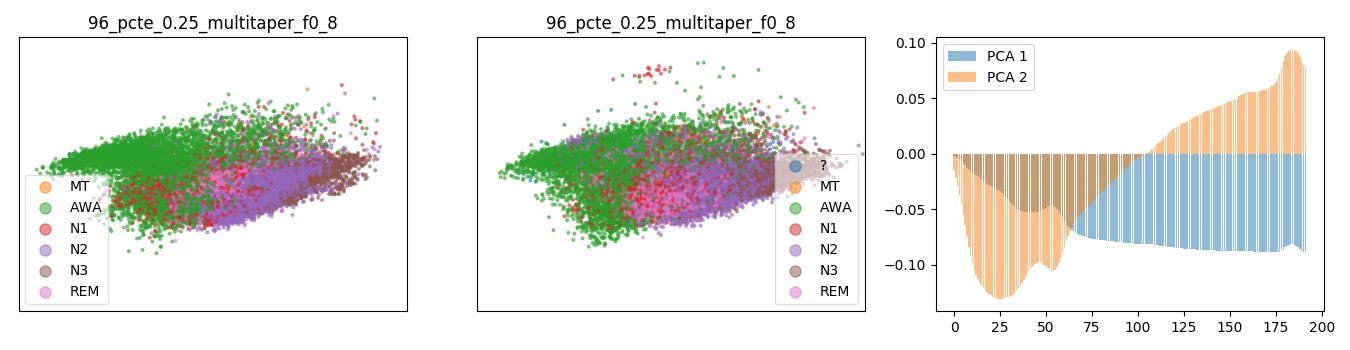 96_pcte_0.25_multitaper_f0_8
MT
AWA
N1
N2
N3
REM
96_pcte_0.25_multitaper_f0_8
?
MT
AWA
N1
N2
N3
REM
PCA 1
PCA 2
0.10
0.05
0.00
−0.05
−0.10
0 25 50 75 100 125 150 175 200